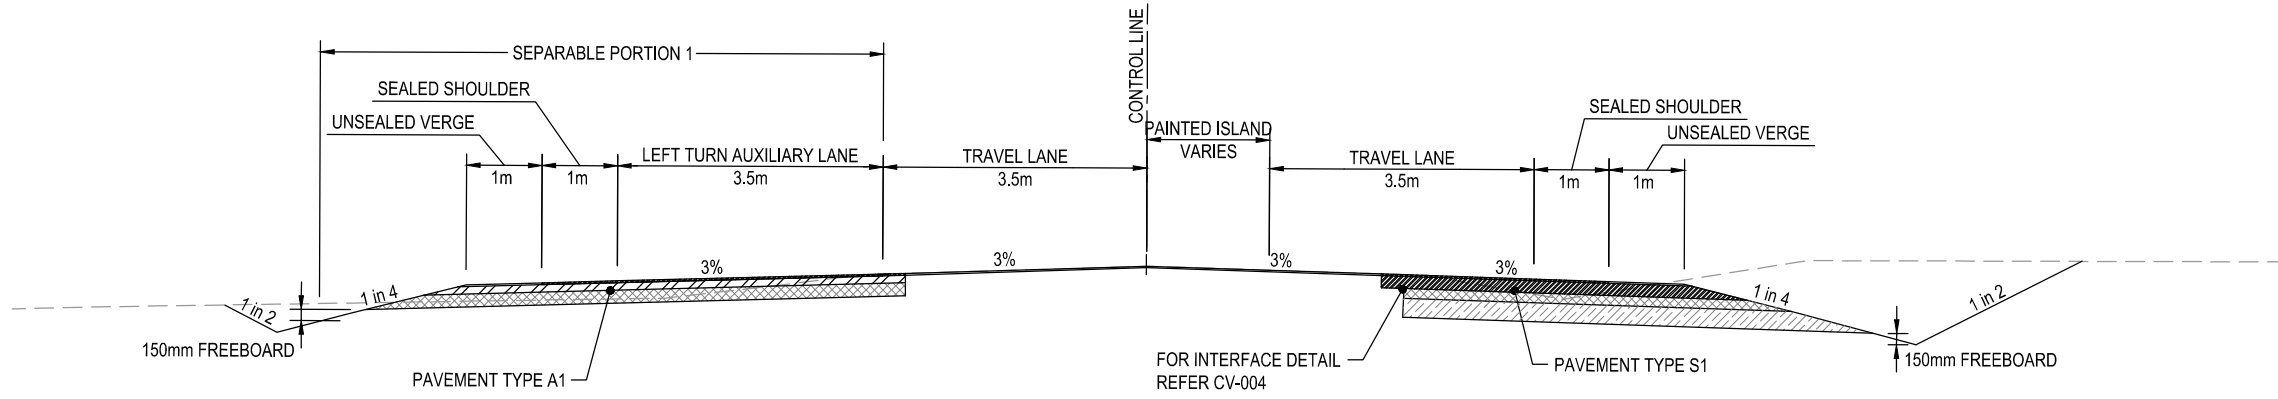 SEPARABLE PORTION 1
SEALED SHOULDER
UNSEALED VERGE
LEFT TURN AUXILIARY LANE
1m
1m
3.5m
TRAVEL LANE
3.5m
CONTROL LINE
PAINTED ISLAND
VARIES
TRAVEL LANE
3.5m
SEALED SHOULDER
UNSEALED VERGE
1m
1m
3%
3%
3%
3%
1 in 2
1 in 4
1 in 4
1 in 2
150mm FREEBOARD
PAVEMENT TYPE A1
FOR INTERFACE DETAIL
REFER CV-004
PAVEMENT TYPE S1
150mm FREEBOARD